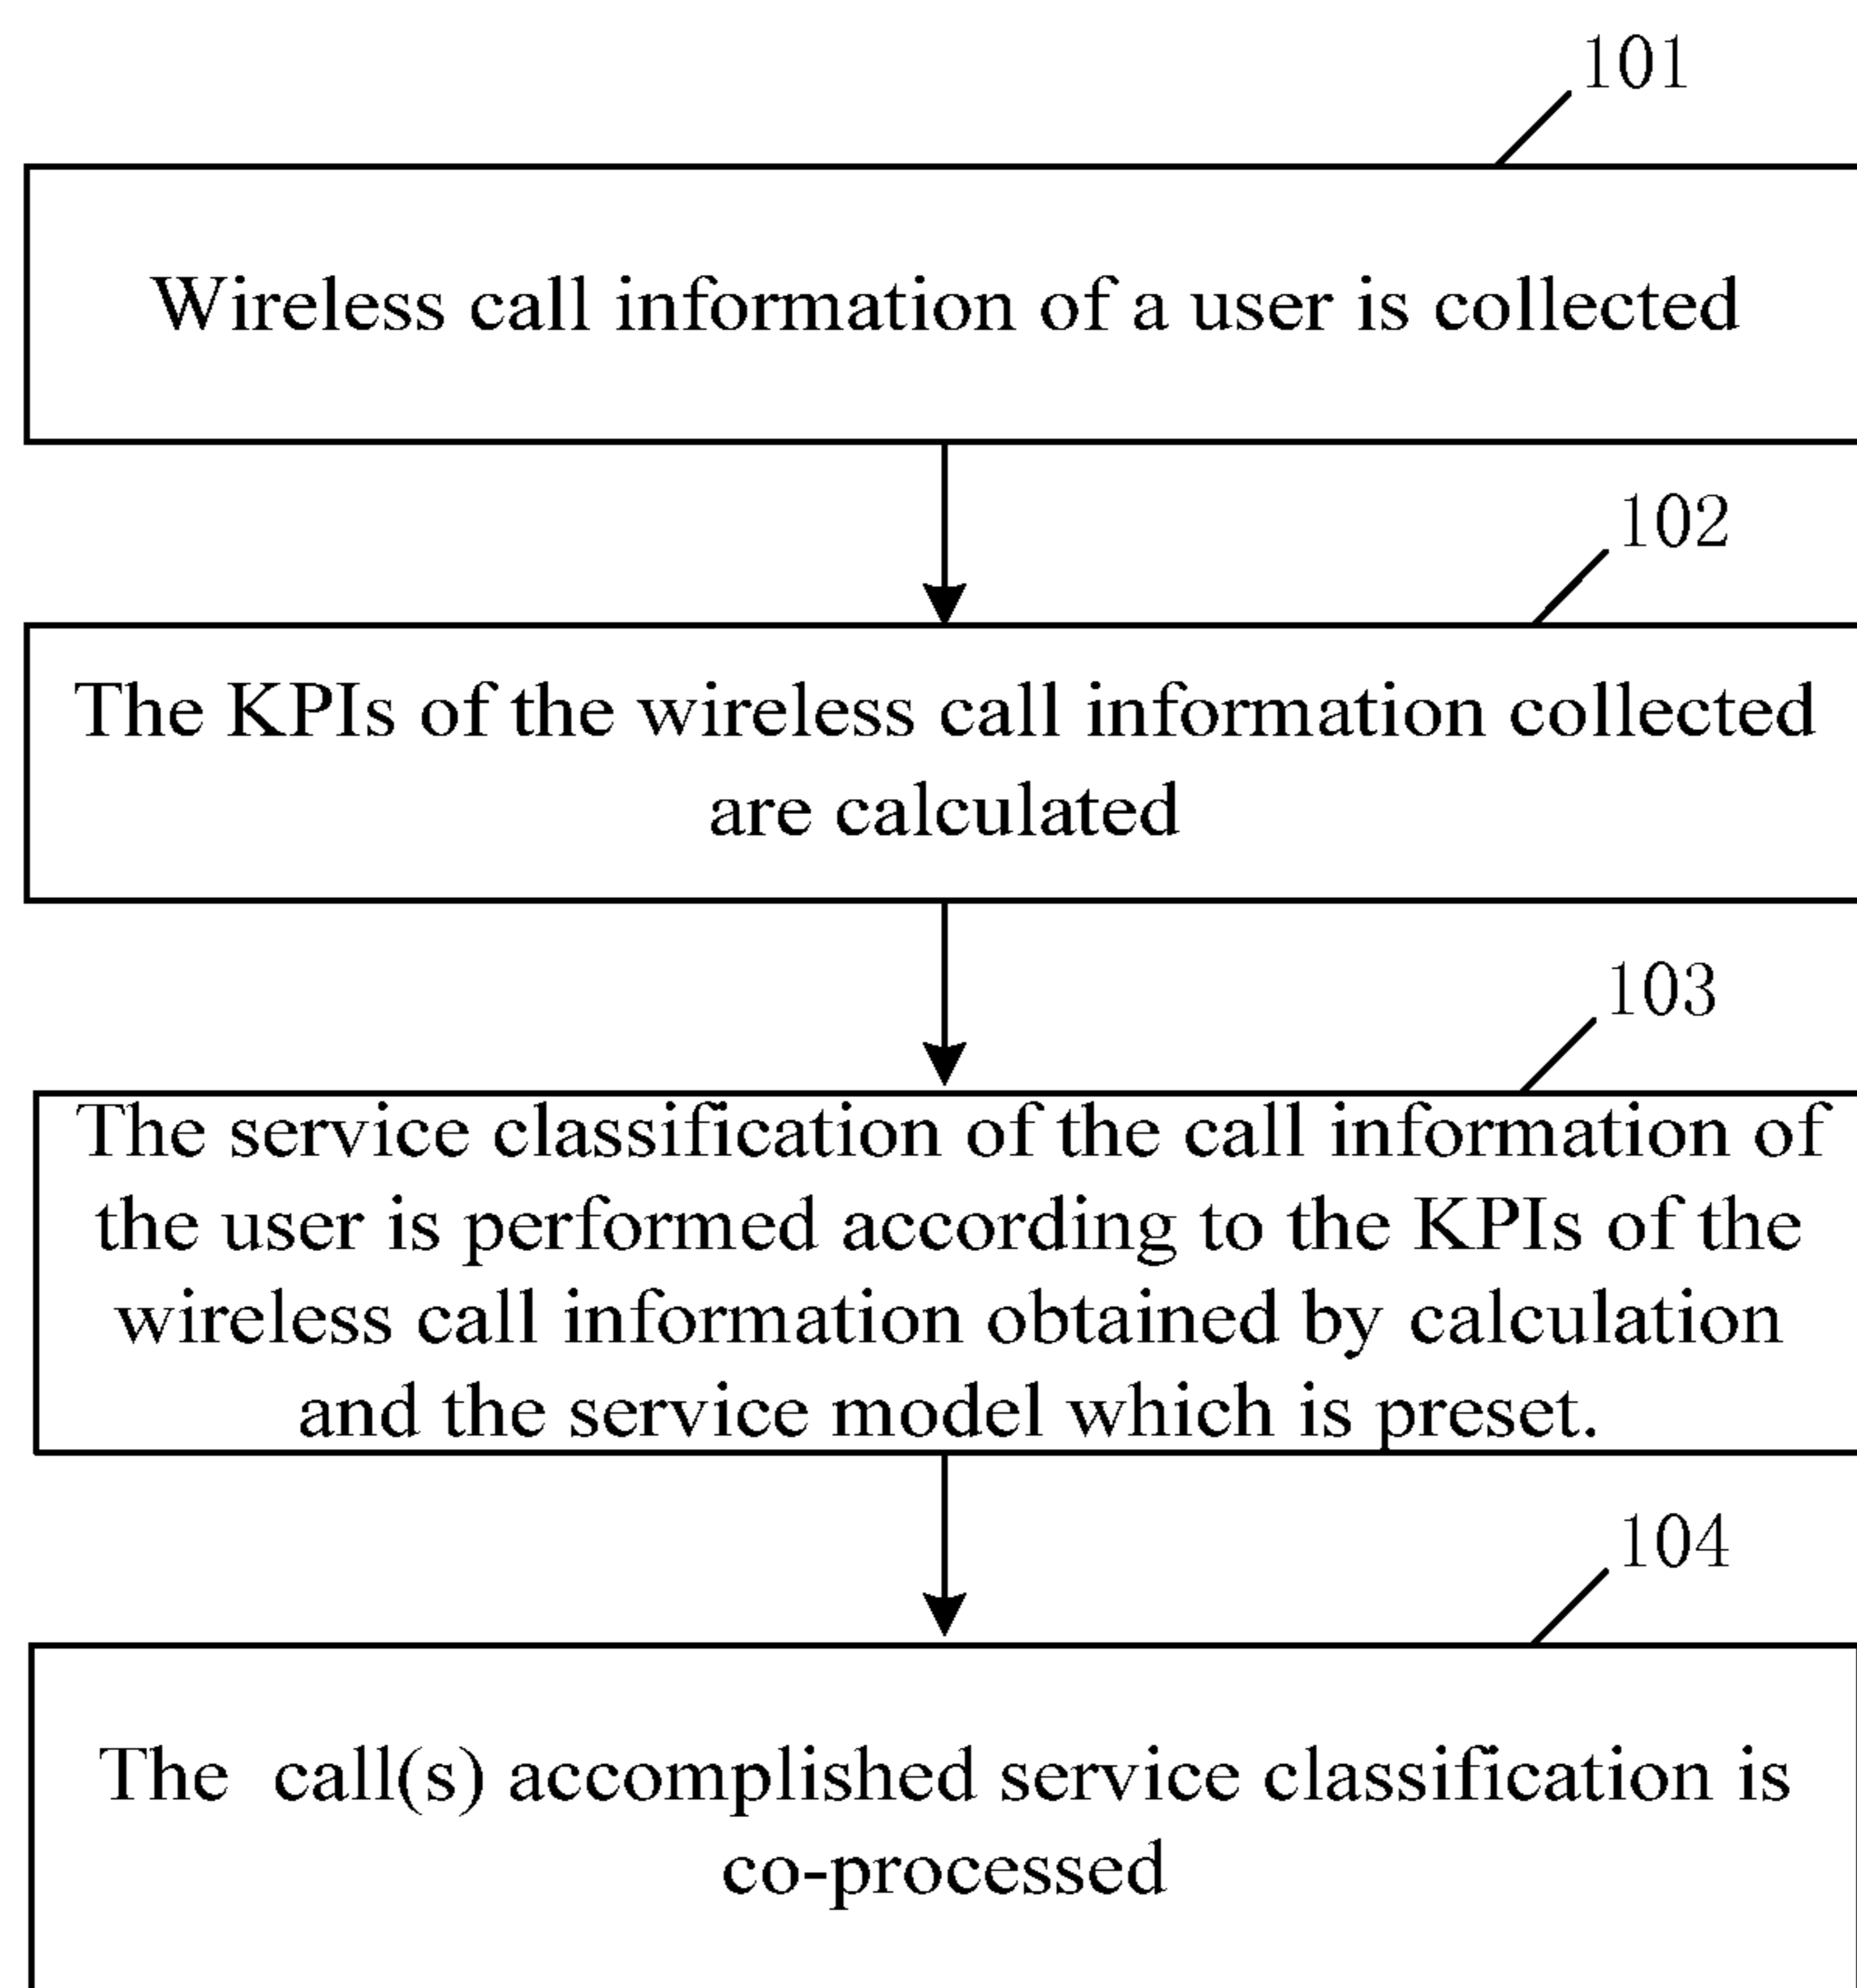 101
Wireless call information of a user is collected
102
The KPIs of the wireless call information collected
are calculated
103
The service classification of the call information of
the user is performed according to the KPIs of the
wireless call information obtained by calculation
and the service model which is preset.
104
The call(s) accomplished service classification is
co-processed